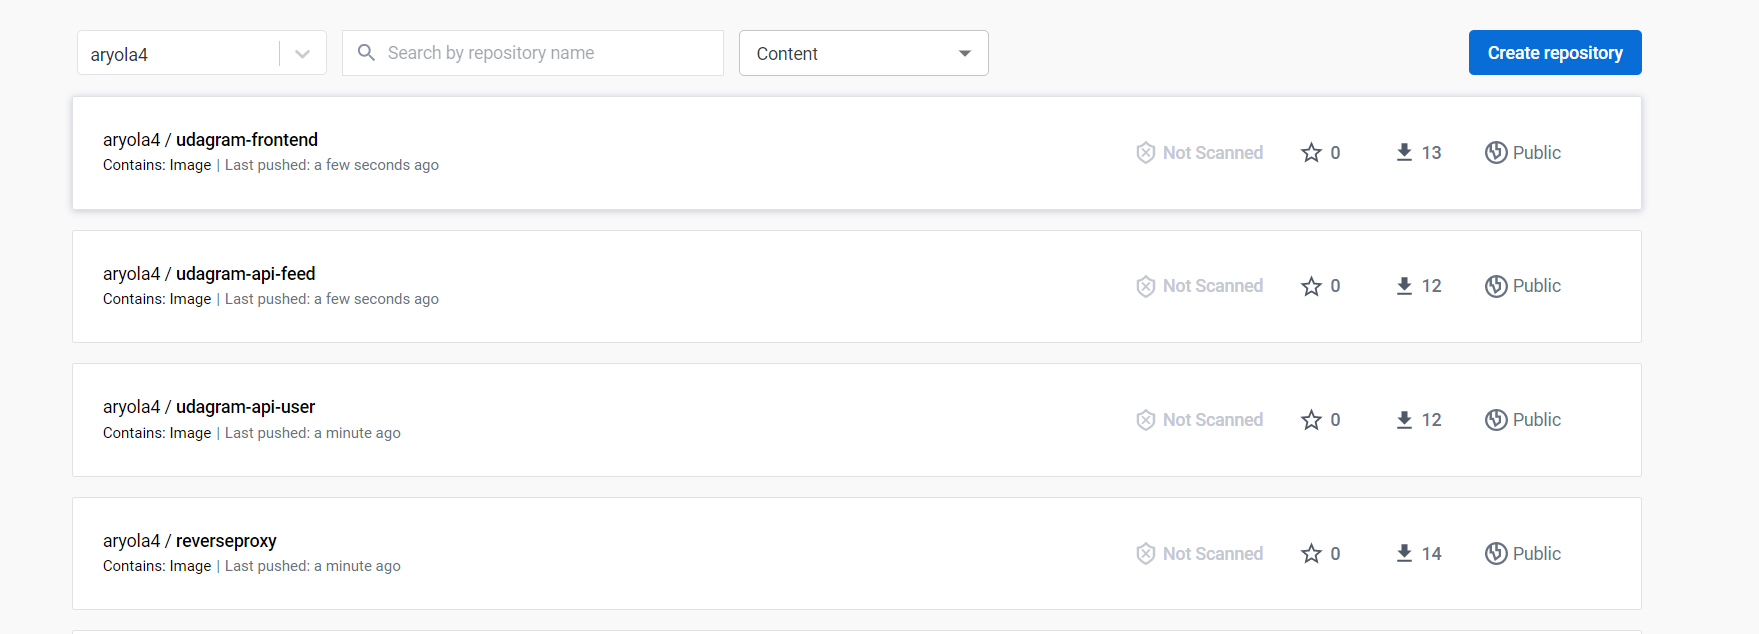 aryola4
Search by repository name
Content
Create repository
aryola4 / udagram-frontend
Contains: Image | Last pushed: a few seconds ago
Not Scanned
0
13
Public
aryola4 / udagram-api-feed
Contains: Image | Last pushed: a few seconds ago
Not Scanned
0
12
Public
aryola4 / udagram-api-user
Contains: Image | Last pushed: a minute ago
Not Scanned
0
12
Public
aryola4 / reverseproxy
Contains: Image | Last pushed: a minute ago
Not Scanned
0
14
Public